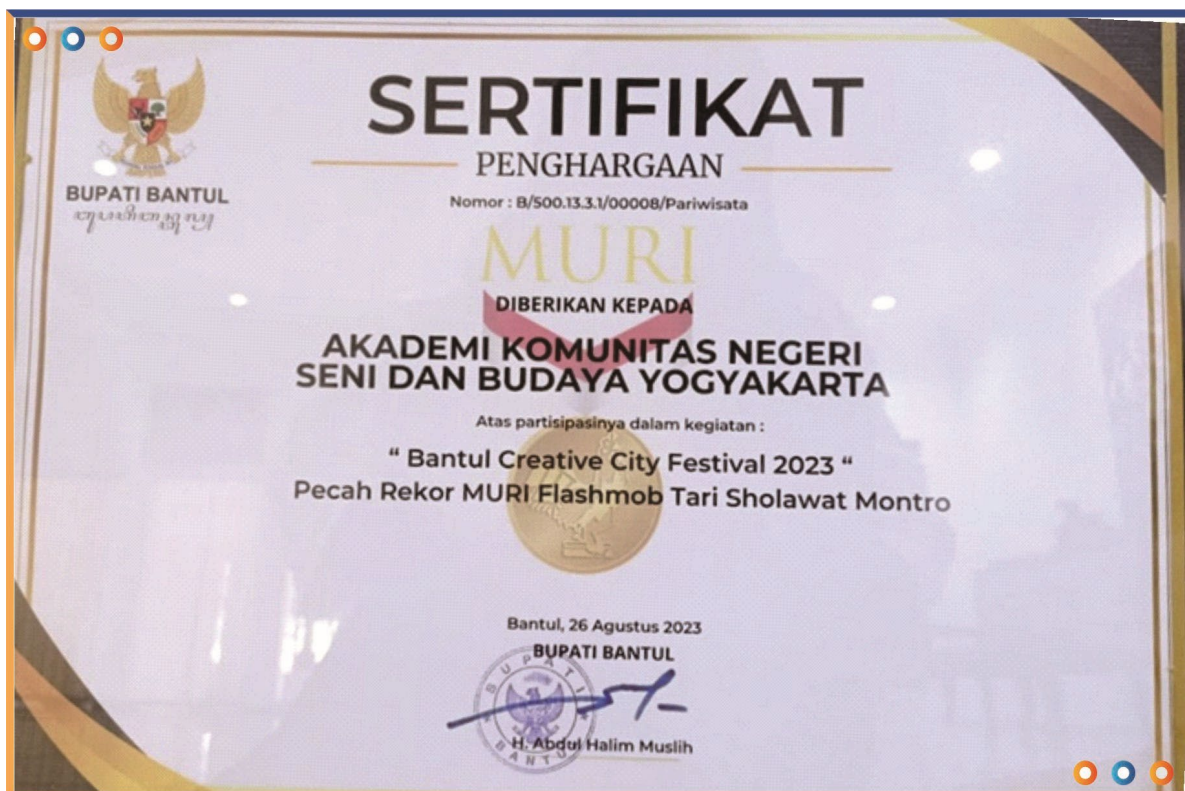 SERTIFIKAT
PENGHARGAAN
BUPATI BANTUL
Nomor : B/500.13.3.1/00008/Pariwisata
MURI
DIBERIKAN KEPADA
AKADEMI KOMUNITAS NEGERI
SENI DAN BUDAYA YOGYAKARTA
Atas partisipasinya dalam kegiatan :
“ Bantul Creative City Festival 2023 “
Pecah Rekor MURI Flashmob Tari Sholawat Montro
Bantul, 26 Agustus 2023
BUPATI BANTUL
BUPATI
BANTUL
H. Abdul Halim Muslih